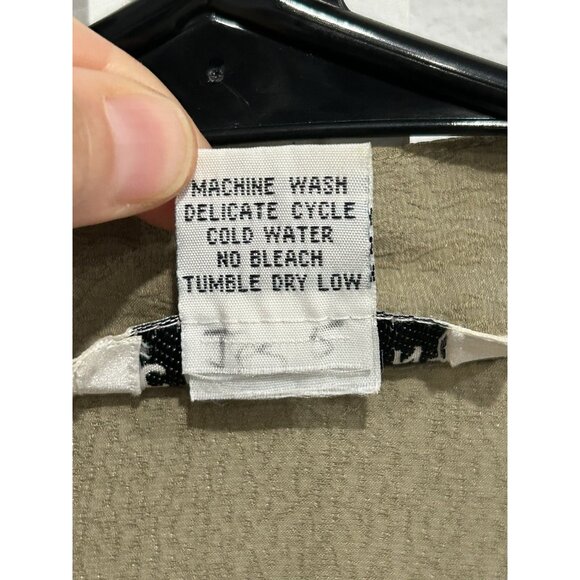 MACHINE WASH
DELICATE CYCLE
COLD WATER
NO BLEACH
TUMBLE DRY LOW